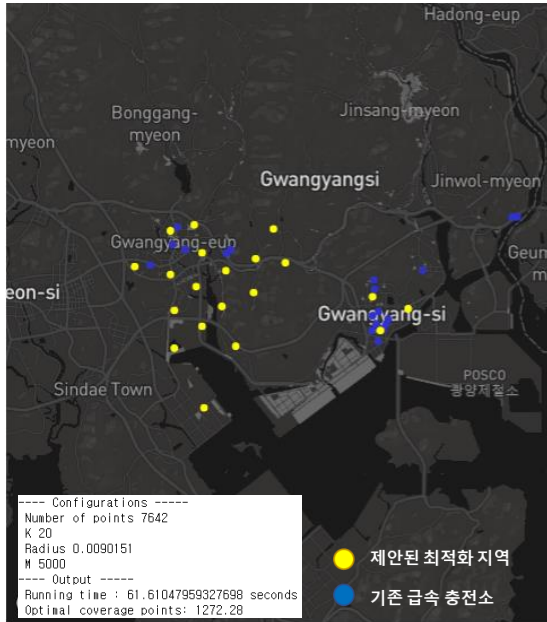 Hadong-eup
Bonggang-
myeon
Jinsang-myeon
myeon
Gwangyangsi
Jinwol-myeon
Gwangyang-eup
Geun
m
eon-si
Gwangyang-si
POSCO
광양제철소
Sindae Town
---- Configurations -----
Number of points 7642
K 20
Radius 0.0090151
M 5000
---- Output -----
Running time : 61.61047959327698 seconds
Optimal coverage points: 1272.28
제안된 최적화 지역
기존 급속 충전소